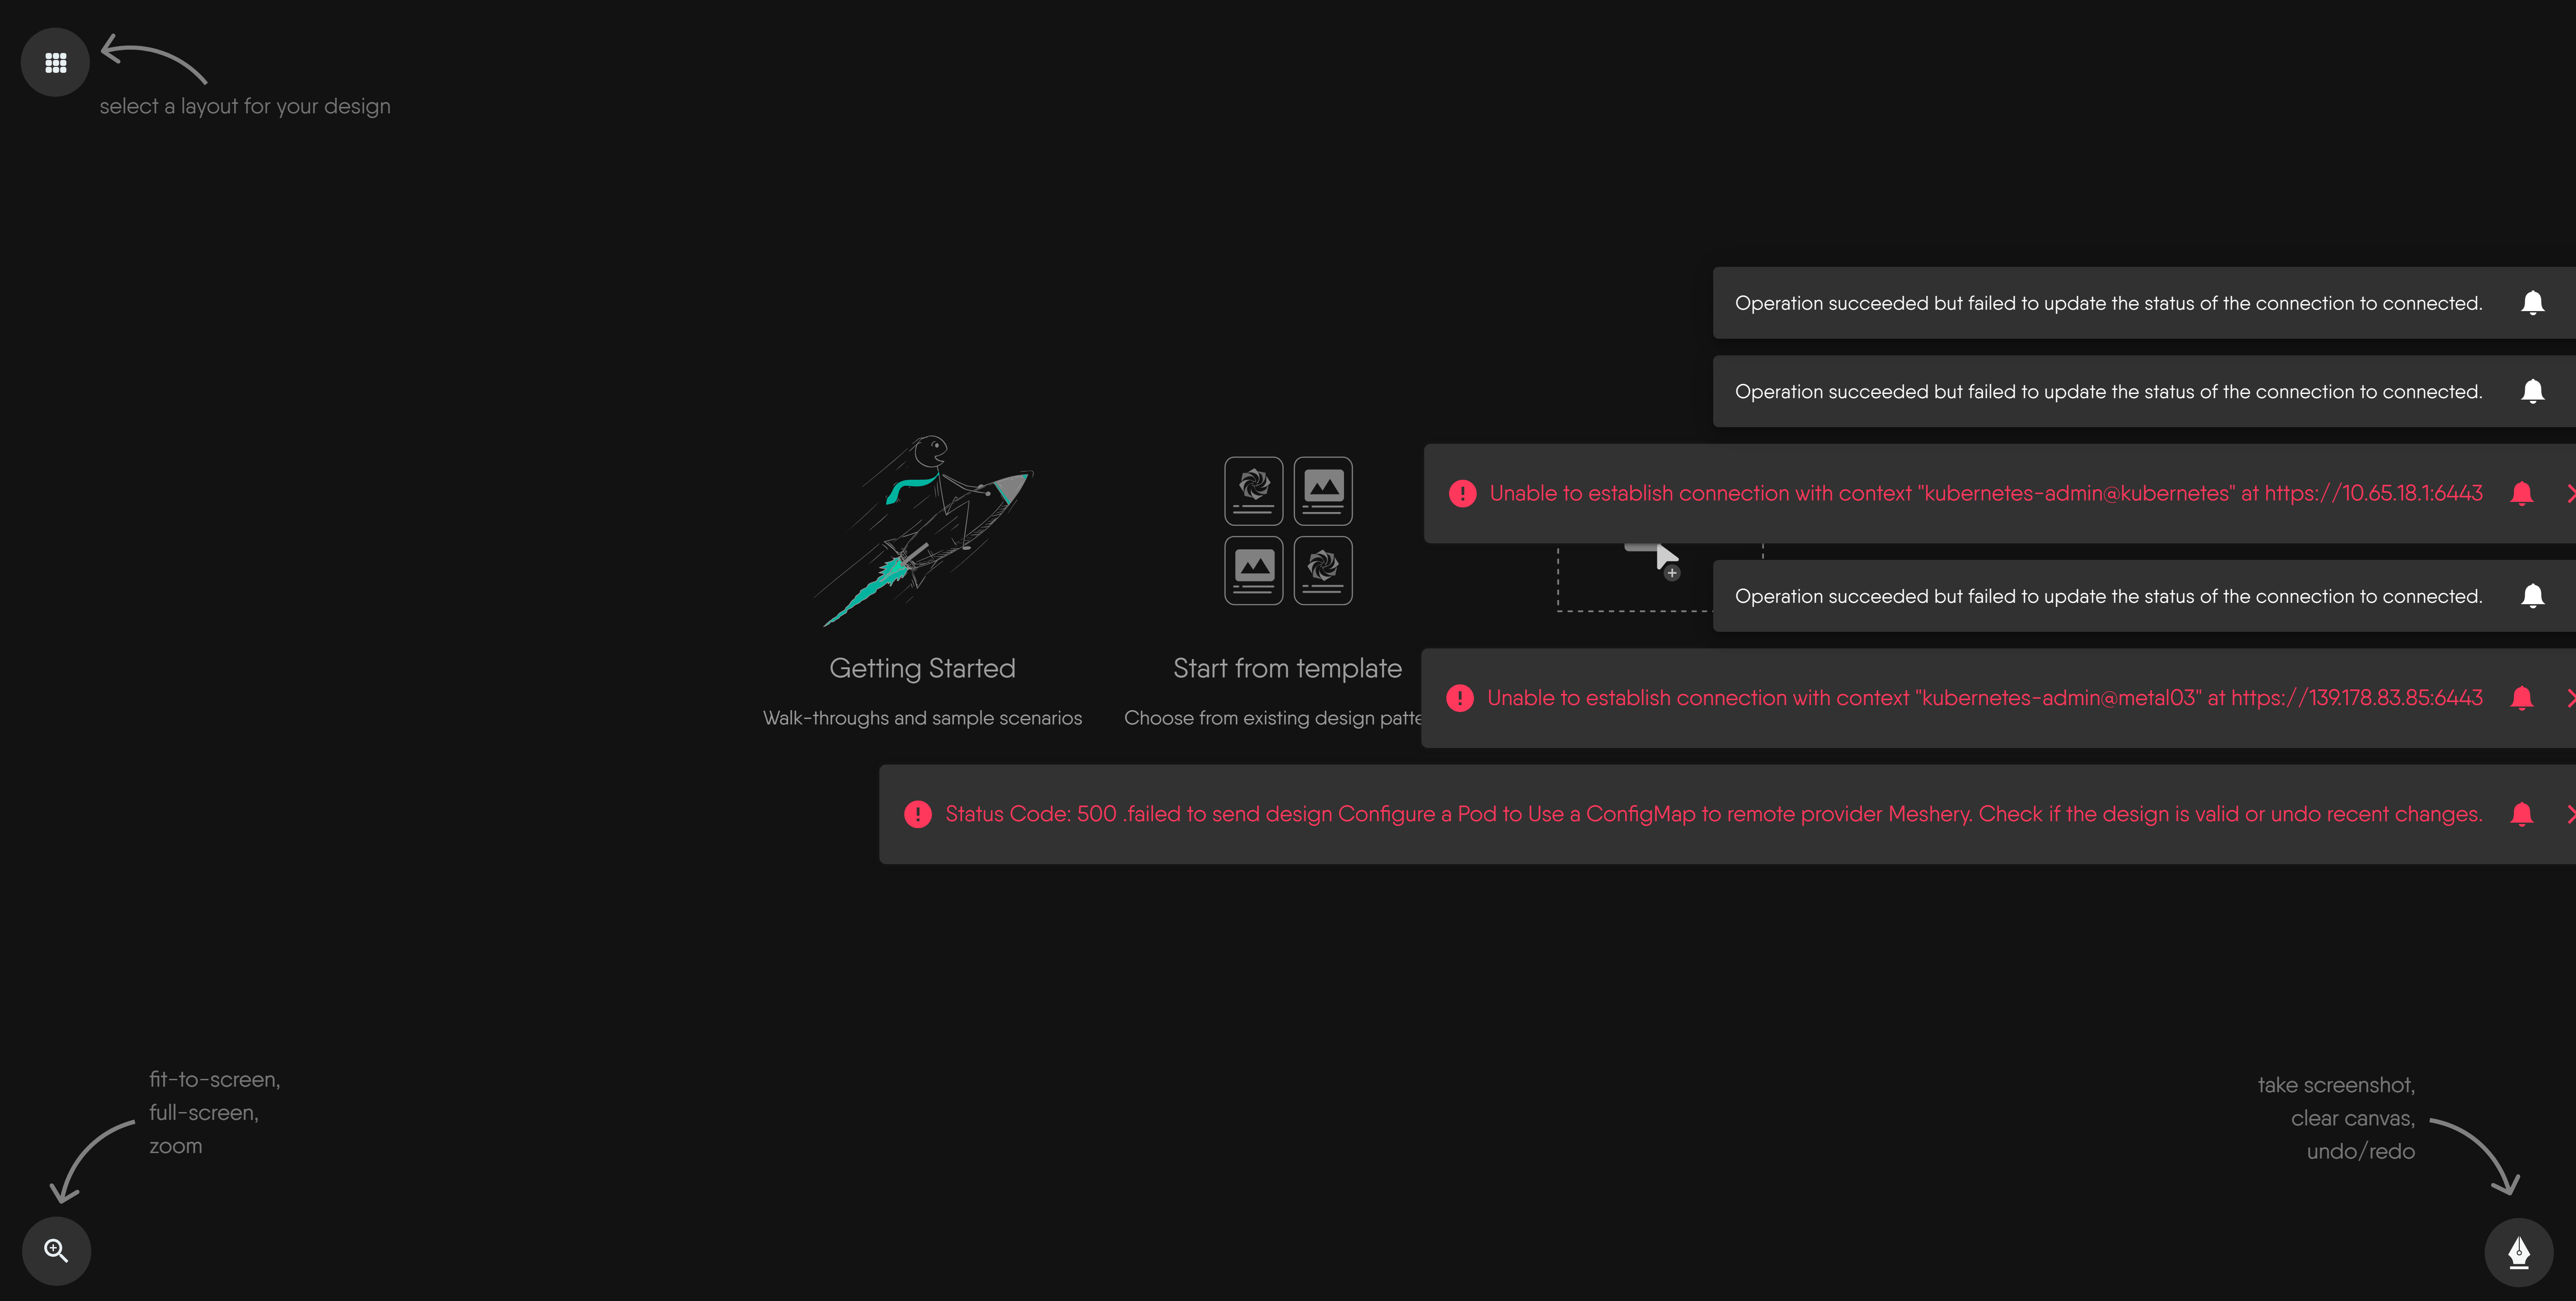 select a layout for your design
Operation succeeded but failed to update the status of the connection to connected.
Operation succeeded but failed to update the status of the connection to connected.
Unable to establish connection with context "kubernetes-admin@kubernetes" at https://10.65.18.1:6443
Operation succeeded but failed to update the status of the connection to connected.
Getting Started
Start from template
Unable to establish connection with context "kubernetes-admin@metal03" at https://139.178.83.85:6443
Walk-throughs and sample scenarios
Choose from existing design patte
Status Code: 500 .failed to send design Configure a Pod to Use a ConfigMap to remote provider Meshery. Check if the design is valid or undo recent changes.
fit-to-screen,
full-screen,
zoom
take screenshot,
clear canvas,
undo/redo